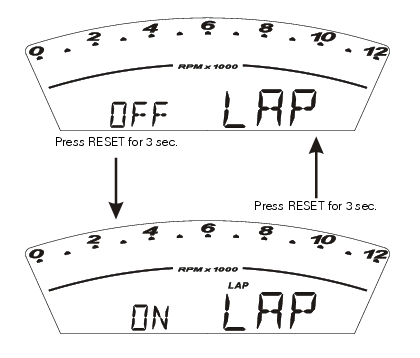 0 2 4 6 8 10 12
RPM x 1000
OFF LAP
Press RESET for 3 sec.
Press RESET for 3 sec.
0 2 4 6 8 10 12
RPM x 1000
LAP
ON LAP